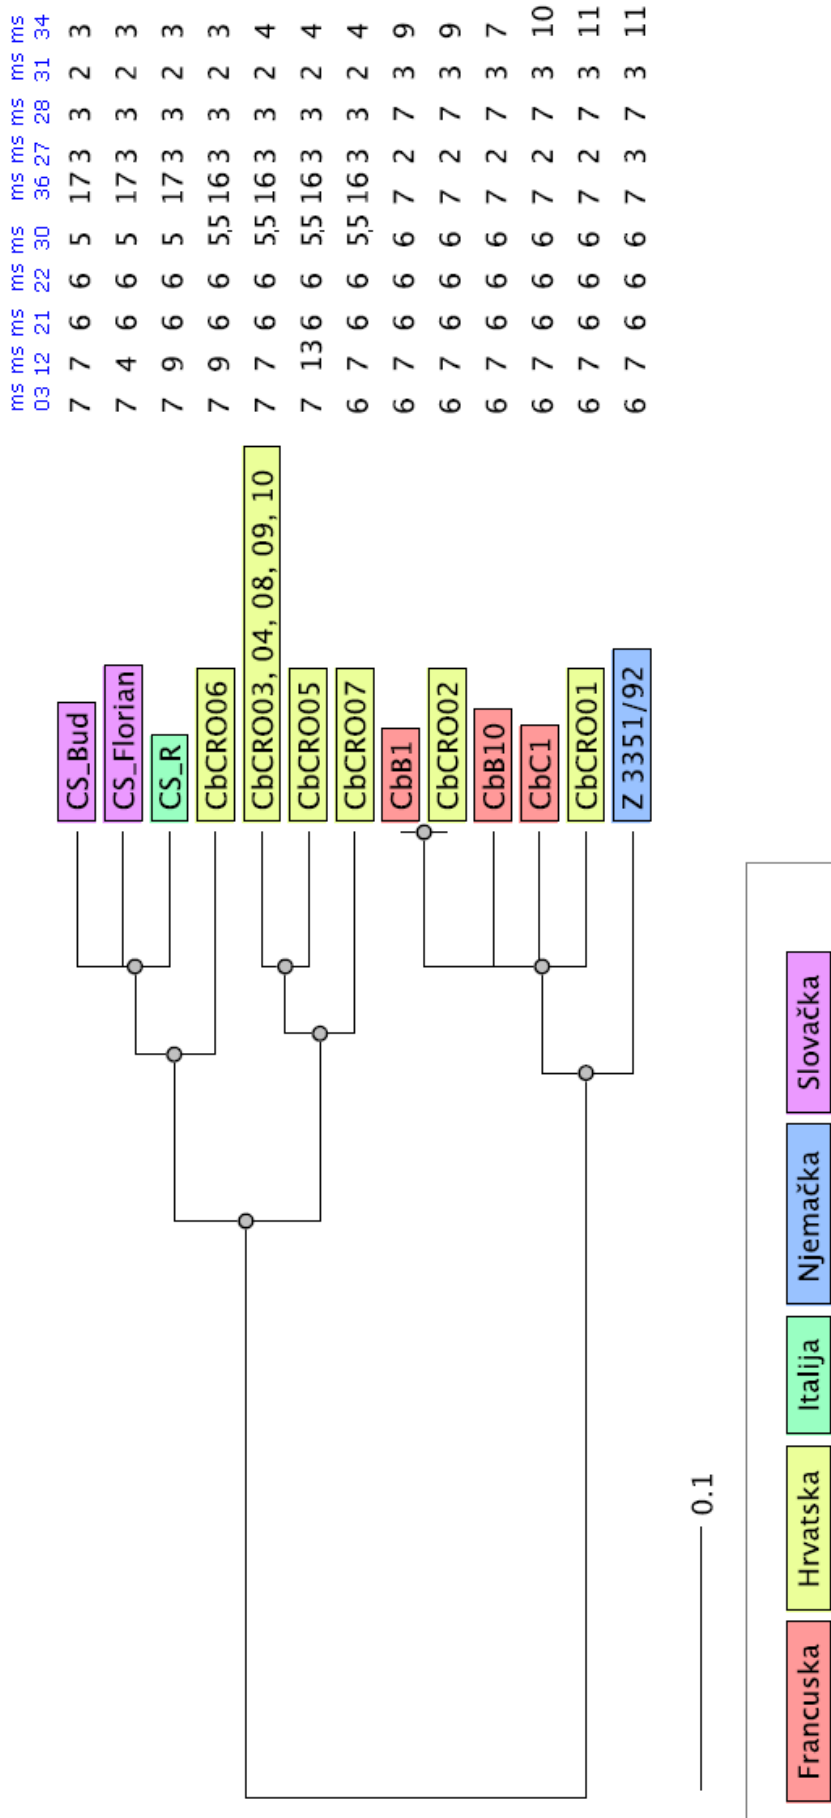 ms ms ms ms ms ms ms ms ms ms
03 12 21 22 30 36 27 28 31 34
CS_Bud 7 7 6 6 5 17 3 3 2 3
CS_Florian 7 4 6 6 5 17 3 3 2 3
CS_R 7 9 6 6 5 17 3 3 2 3
CbCRO06 7 9 6 6 5,5 16 3 3 2 3
CbCRO03, 04, 08, 09, 10 7 7 6 6 5,5 16 3 3 2 4
CbCRO05 7 13 6 6 5,5 16 3 3 2 4
CbCRO07 6 7 6 6 5,5 16 3 3 2 4
CbB1 6 7 6 6 6 7 2 7 3 9
CbCRO02 6 7 6 6 6 7 2 7 3 9
CbB10 6 7 6 6 6 7 2 7 3 7
CbC1 6 7 6 6 6 7 2 7 3 10
CbCRO01 6 7 6 6 6 7 2 7 3 11
Z 3351/92 6 7 6 6 6 7 3 7 3 11
0.1
Francuska Hrvatska Italija Njemačka Slovačka